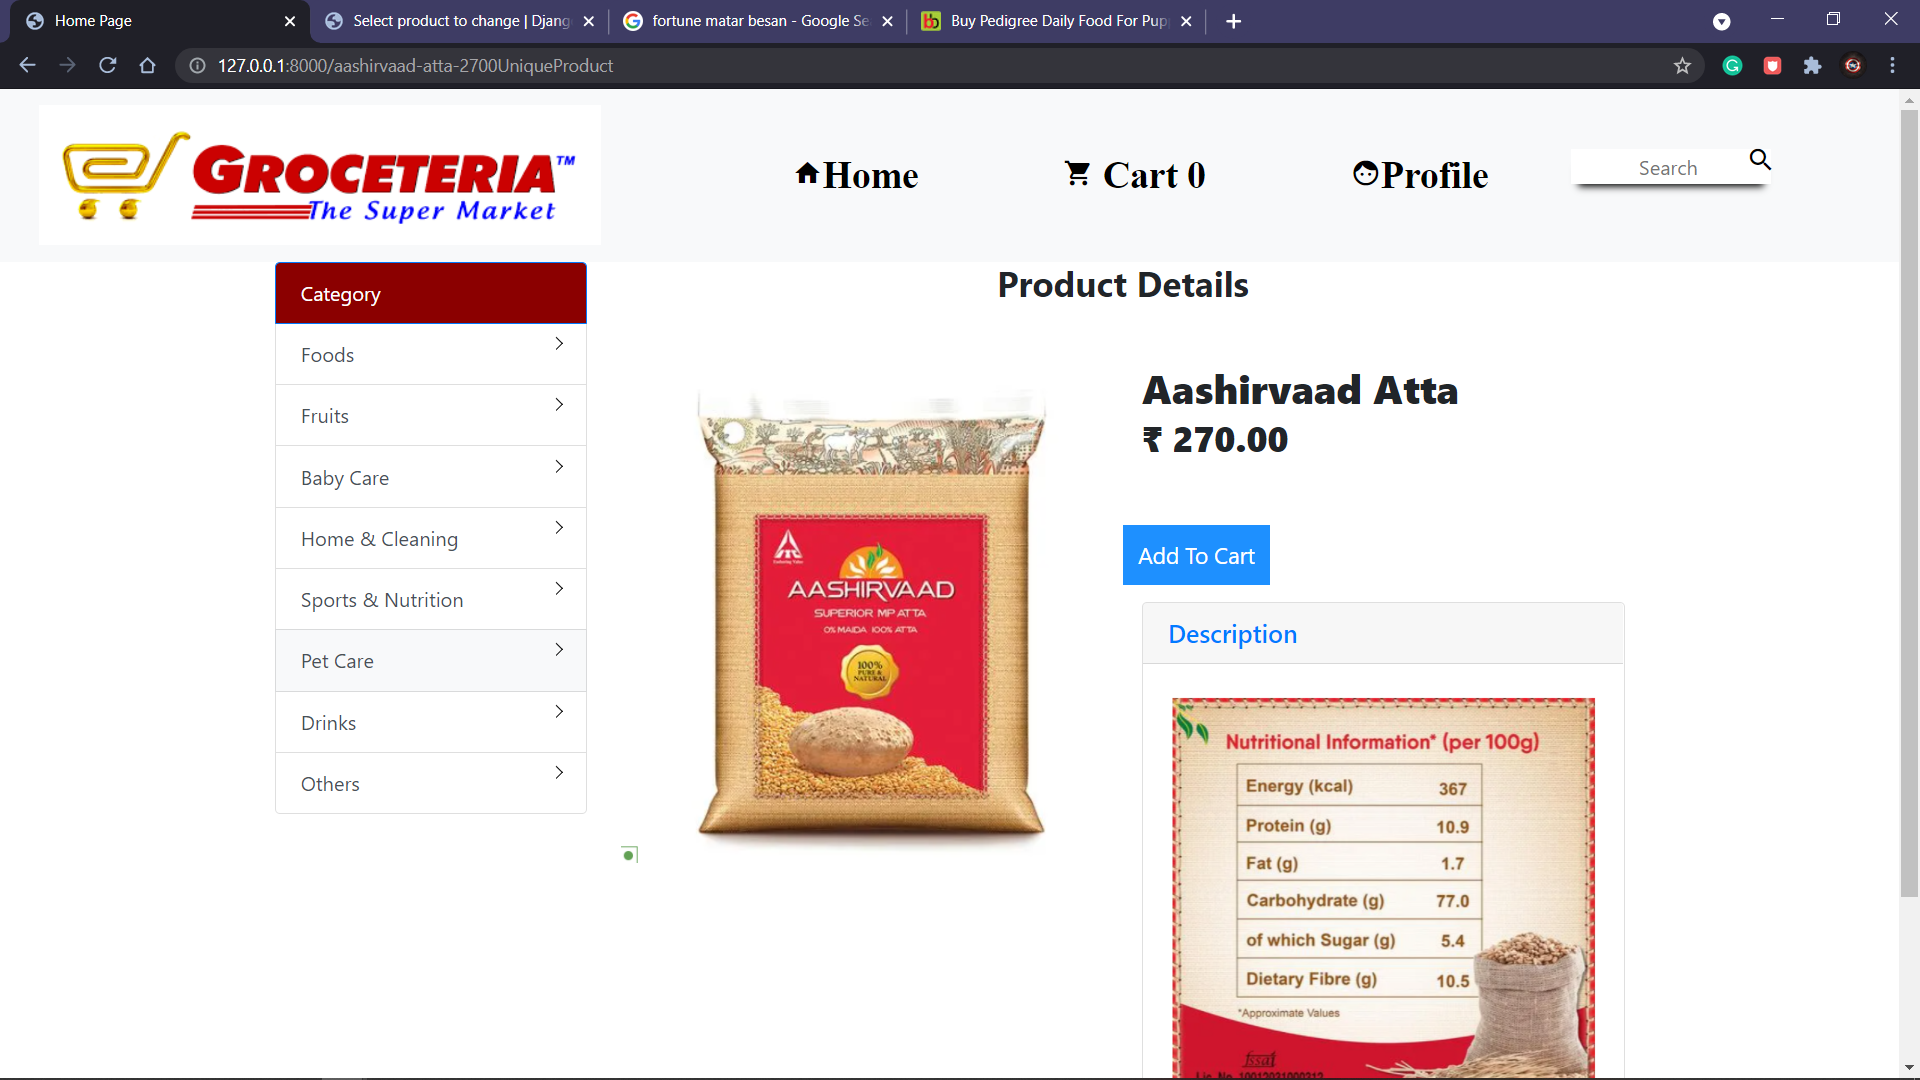 Home Page
Select product to change | Djang
fortune matar besan - Google Se
Buy Pedigree Daily Food For Pup
127.0.0.1:8000/aashirvaad-atta-2700UniqueProduct
GROCETERIA™
The Super Market
Home
Cart 0
Profile
Search
Category
Foods
Fruits
Baby Care
Home & Cleaning
Sports & Nutrition
Pet Care
Drinks
Others
Product Details
AASHIRVAAD
SUPERIOR MP ATTA
0% MAIDA 100% ATTA
100%
PURE &
NATURAL
Aashirvaad Atta
₹ 270.00
Add To Cart
Description
Nutritional Information* (per 100g)
Energy (kcal) 367
Protein (g) 10.9
Fat (g) 1.7
Carbohydrate (g) 77.0
of which Sugar (g) 5.4
Dietary Fibre (g) 10.5
*Approximate Values
fssai
Lic. No. 10012031000312